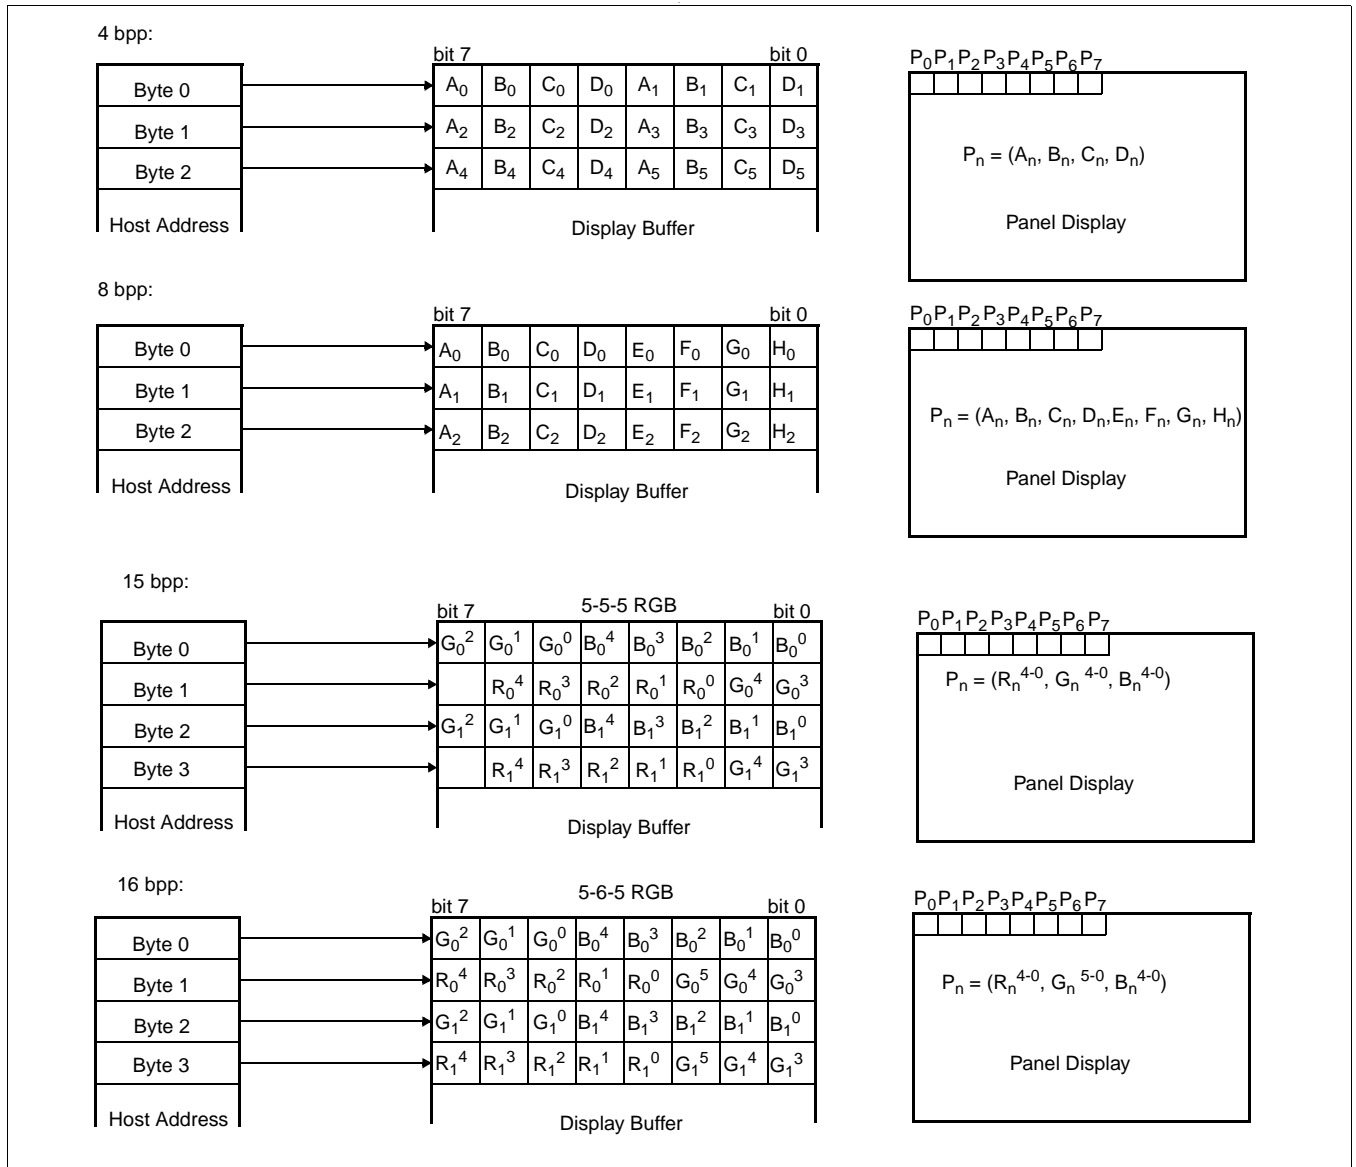 4 bpp:
bit 7 bit 0
P0P1P2P3P4P5P6P7
Byte 0 A0 B0 C0 D0 A1 B1 C1 D1
Byte 1 A2 B2 C2 D2 A3 B3 C3 D3
Pn = (An, Bn, Cn, Dn)
Byte 2 A4 B4 C4 D4 A5 B5 C5 D5
Host Address Display Buffer Panel Display
8 bpp:
bit 7 bit 0
P0P1P2P3P4P5P6P7
Byte 0 A0 B0 C0 D0 E0 F0 G0 H0
Byte 1 A1 B1 C1 D1 E1 F1 G1 H1
Pn = (An, Bn, Cn, Dn,En, Fn, Gn, Hn)
Byte 2 A2 B2 C2 D2 E2 F2 G2 H2
Host Address Display Buffer Panel Display
15 bpp:
bit 7 5-5-5 RGB bit 0
P0P1P2P3P4P5P6P7
Byte 0 G0^2 G0^1 G0^0 B0^4 B0^3 B0^2 B0^1 B0^0
Byte 1 R0^4 R0^3 R0^2 R0^1 R0^0 G0^4 G0^3
Pn = (Rn^4-0, Gn^4-0, Bn^4-0)
Byte 2 G1^2 G1^1 G1^0 B1^4 B1^3 B1^2 B1^1 B1^0
Byte 3 R1^4 R1^3 R1^2 R1^1 R1^0 G1^4 G1^3
Host Address Display Buffer Panel Display
16 bpp:
bit 7 5-6-5 RGB bit 0
P0P1P2P3P4P5P6P7
Byte 0 G0^2 G0^1 G0^0 B0^4 B0^3 B0^2 B0^1 B0^0
Byte 1 R0^4 R0^3 R0^2 R0^1 R0^0 G0^5 G0^4 G0^3
Pn = (Rn^4-0, Gn^5-0, Bn^4-0)
Byte 2 G1^2 G1^1 G1^0 B1^4 B1^3 B1^2 B1^1 B1^0
Byte 3 R1^4 R1^3 R1^2 R1^1 R1^0 G1^5 G1^4 G1^3
Host Address Display Buffer Panel Display